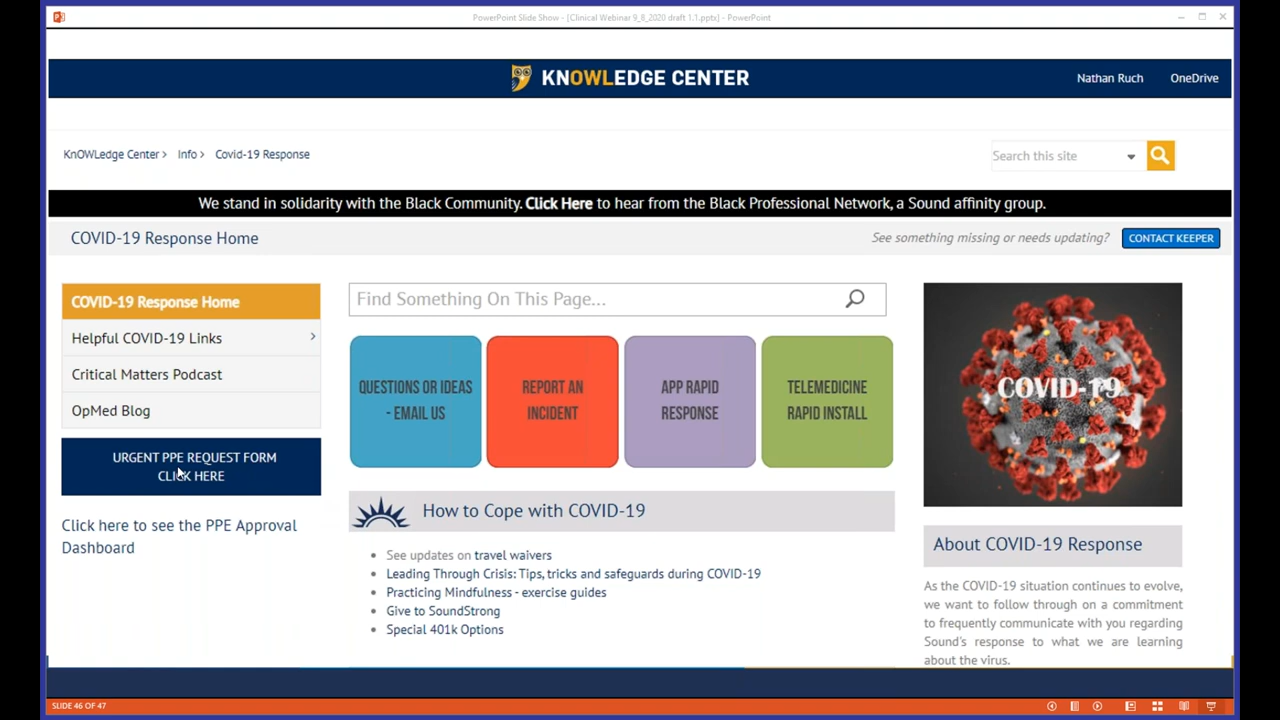 PowerPoint Slide Show - [Clinical Webinar 9_8_2020 draft 1.1.pptx] - PowerPoint
KNOWLEDGE CENTER
Nathan Ruch
OneDrive
KnOWLedge Center > Info > Covid-19 Response
Search this site
We stand in solidarity with the Black Community. Click Here to hear from the Black Professional Network, a Sound affinity group.
COVID-19 Response Home
See something missing or needs updating?
CONTACT KEEPER
COVID-19 Response Home
Helpful COVID-19 Links
Critical Matters Podcast
OpMed Blog
URGENT PPE REQUEST FORM
CLICK HERE
Click here to see the PPE Approval
Dashboard
Find Something On This Page...
QUESTIONS OR IDEAS
- EMAIL US
REPORT AN
INCIDENT
APP RAPID
RESPONSE
TELEMEDICINE
RAPID INSTALL
How to Cope with COVID-19
See updates on travel waivers
Leading Through Crisis: Tips, tricks and safeguards during COVID-19
Practicing Mindfulness - exercise guides
Give to SoundStrong
Special 401k Options
COVID-19
About COVID-19 Response
As the COVID-19 situation continues to evolve,
we want to follow through on a commitment
to frequently communicate with you regarding
Sound's response to what we are learning
about the virus.
SLIDE 46 OF 47